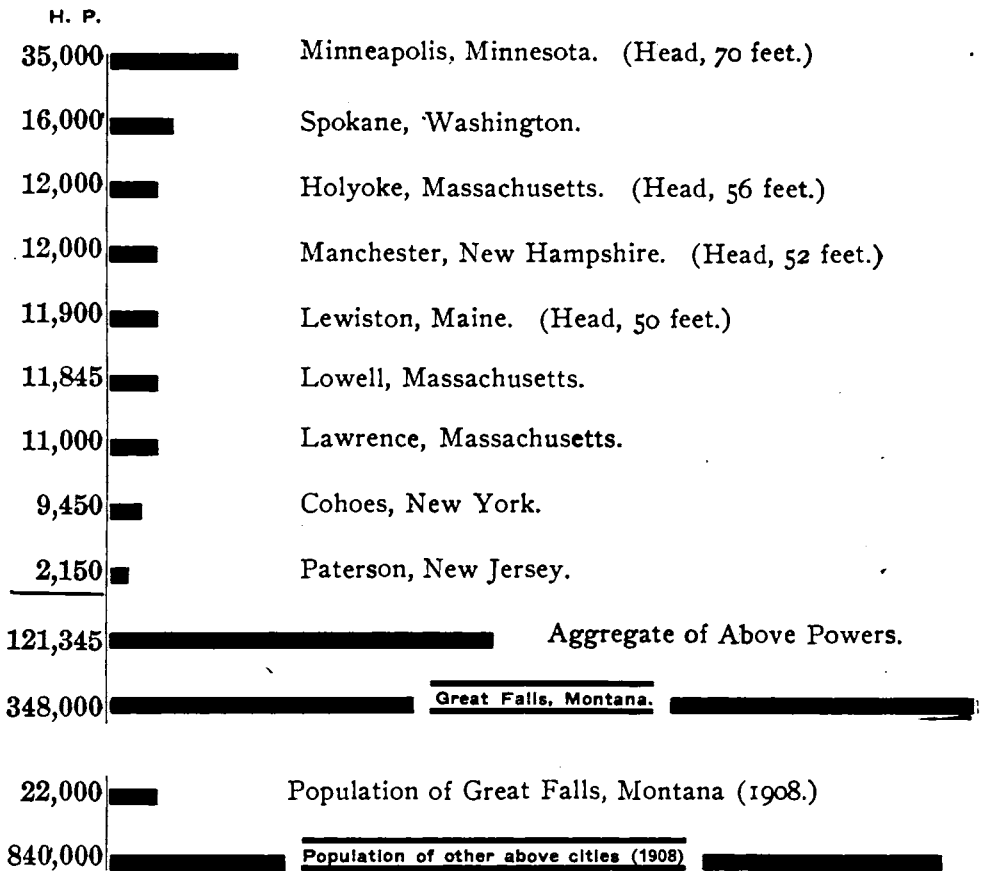 H. P.
35,000 Minneapolis, Minnesota. (Head, 70 feet.)
16,000 Spokane, Washington.
12,000 Holyoke, Massachusetts. (Head, 56 feet.)
12,000 Manchester, New Hampshire. (Head, 52 feet.)
11,900 Lewiston, Maine. (Head, 50 feet.)
11,845 Lowell, Massachusetts.
11,000 Lawrence, Massachusetts.
9,450 Cohoes, New York.
2,150 Paterson, New Jersey.
121,345 Aggregate of Above Powers.
348,000 Great Falls, Montana.
22,000 Population of Great Falls, Montana (1908.)
840,000 Population of other above cities (1908)